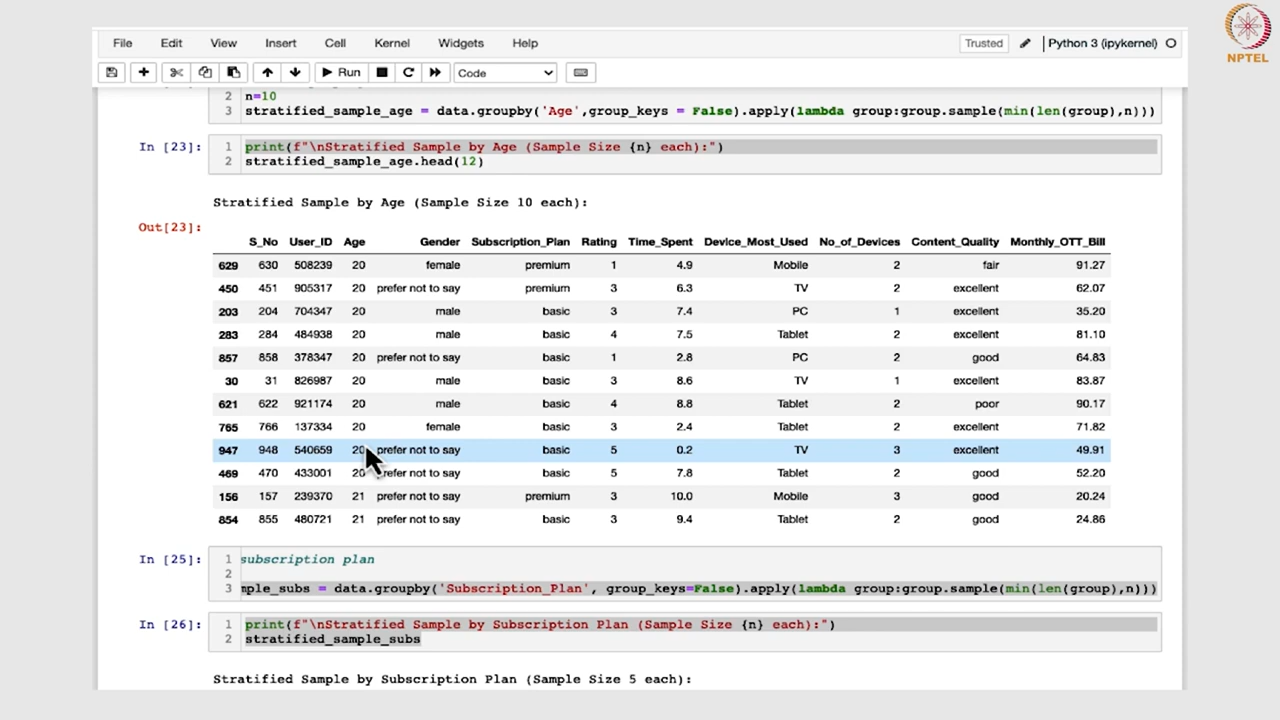 NPTEL
File Edit View Insert Cell Kernel Widgets Help Trusted Python 3 (ipykernel)
Run Code
2 n=10
3 stratified_sample_age = data.groupby('Age',group_keys = False).apply(lambda group:group.sample(min(len(group),n)))
In [23]: 1 print(f"\nStratified Sample by Age (Sample Size {n} each):")
2 stratified_sample_age.head(12)
Stratified Sample by Age (Sample Size 10 each):
Out[23]:
S_No User_ID Age Gender Subscription_Plan Rating Time_Spent Device_Most_Used No_of_Devices Content_Quality Monthly_OTT_Bill
629 630 508239 20 female premium 1 4.9 Mobile 2 fair 91.27
450 451 905317 20 prefer not to say premium 3 6.3 TV 2 excellent 62.07
203 204 704347 20 male basic 3 7.4 PC 1 excellent 35.20
283 284 484938 20 male basic 4 7.5 Tablet 2 excellent 81.10
857 858 378347 20 prefer not to say basic 1 2.8 PC 2 good 64.83
30 31 826987 20 male basic 3 8.6 TV 1 excellent 83.87
621 622 921174 20 male basic 4 8.8 Tablet 2 poor 90.17
765 766 137334 20 female basic 3 2.4 Tablet 2 excellent 71.82
947 948 540659 20 prefer not to say basic 5 0.2 TV 3 excellent 49.91
469 470 433001 20 prefer not to say basic 5 7.8 Tablet 2 good 52.20
156 157 239370 21 prefer not to say premium 3 10.0 Mobile 3 good 20.24
854 855 480721 21 prefer not to say basic 3 9.4 Tablet 2 good 24.86
In [25]: 1 subscription plan
2
3 mple_subs = data.groupby('Subscription_Plan', group_keys=False).apply(lambda group:group.sample(min(len(group),n)))
In [26]: 1 print(f"\nStratified Sample by Subscription Plan (Sample Size {n} each):")
2 stratified_sample_subs
Stratified Sample by Subscription Plan (Sample Size 5 each):